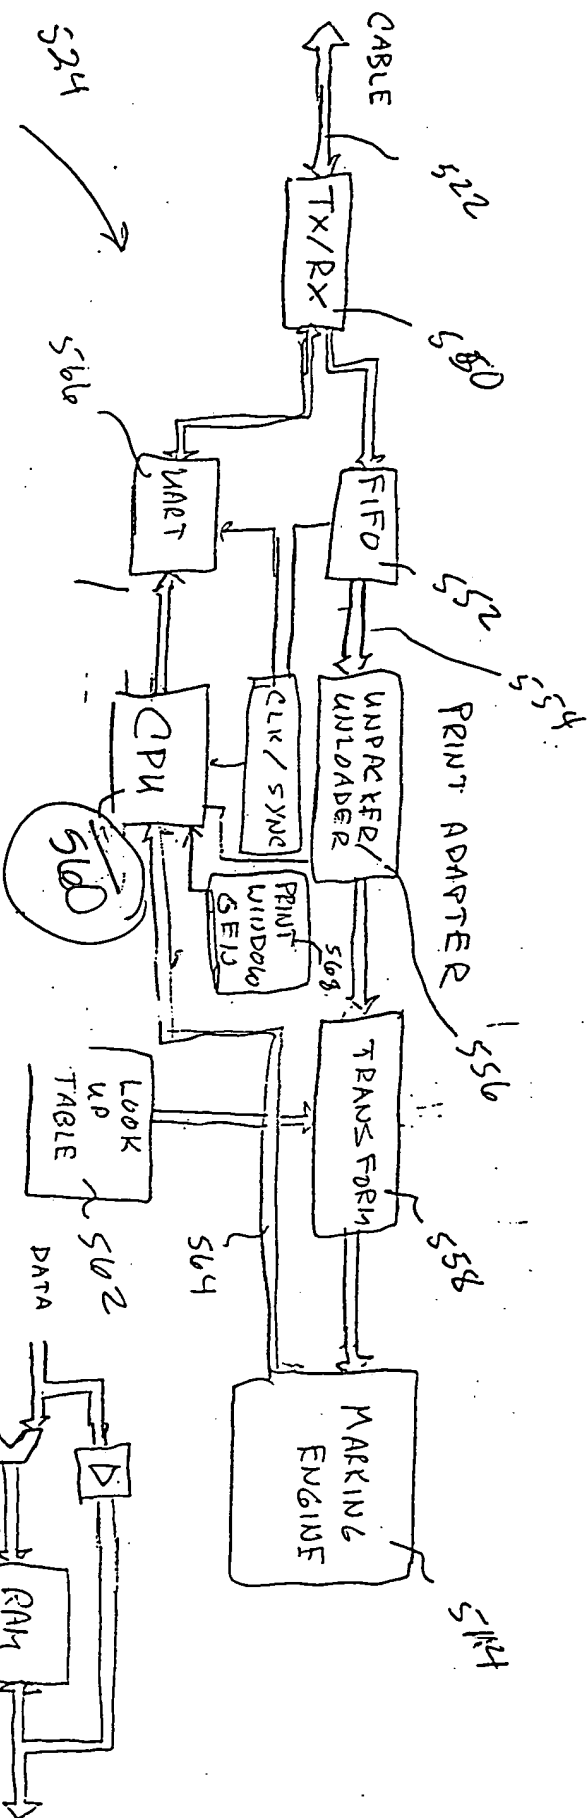 PRINT ADAPTER
CABLE
522
TX/RX
FIFO
552
554
UNPACKER/
UNLOADER
556
TRANSFORM
558
MARKING
ENGINE
514
524
566
UART
CLK/SYNC
CPU
560
PRINT
WINDOW
GEN
568
LOOK
UP
TABLE
562
564
DATA
RAM